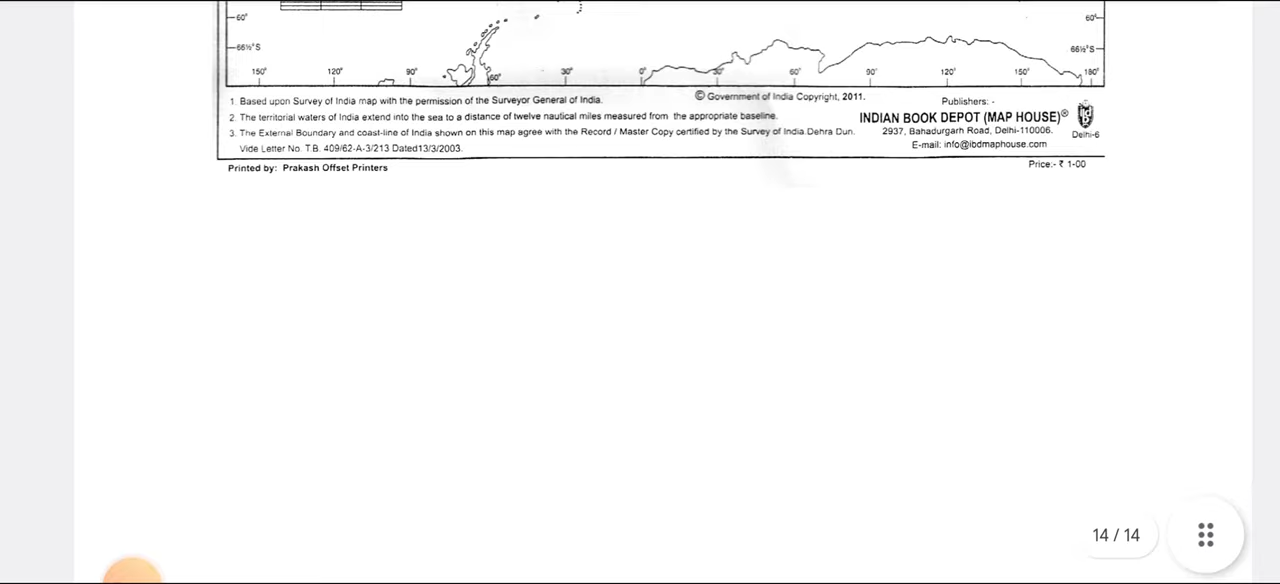 60° 60°
66½°S 66½°S
150° 120° 90° 60° 30° 0° 30° 60° 90° 120° 150° 180°
1. Based upon Survey of India map with the permission of the Surveyor General of India.
© Government of India Copyright, 2011.
2. The territorial waters of India extend into the sea to a distance of twelve nautical miles measured from the appropriate baseline.
3. The External Boundary and coast-line of India shown on this map agree with the Record / Master Copy certified by the Survey of India.Dehra Dun.
Vide Letter No. T.B. 409/62-A-3/213 Dated13/3/2003.
Publishers: -
INDIAN BOOK DEPOT (MAP HOUSE)®
2937, Bahadurgarh Road, Delhi-110006.
E-mail: info@ibdmaphouse.com
Delhi-6
Printed by: Prakash Offset Printers
Price:- ₹ 1-00
14 / 14